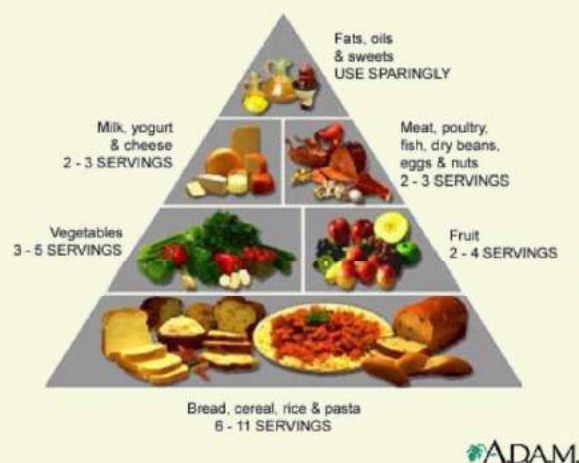 Fats, oils
& sweets
USE SPARINGLY
Milk, yogurt
& cheese
2 - 3 SERVINGS
Meat, poultry,
fish, dry beans,
eggs & nuts
2 - 3 SERVINGS
Vegetables
3 - 5 SERVINGS
Fruit
2 - 4 SERVINGS
Bread, cereal, rice & pasta
6 - 11 SERVINGS
ADAM.